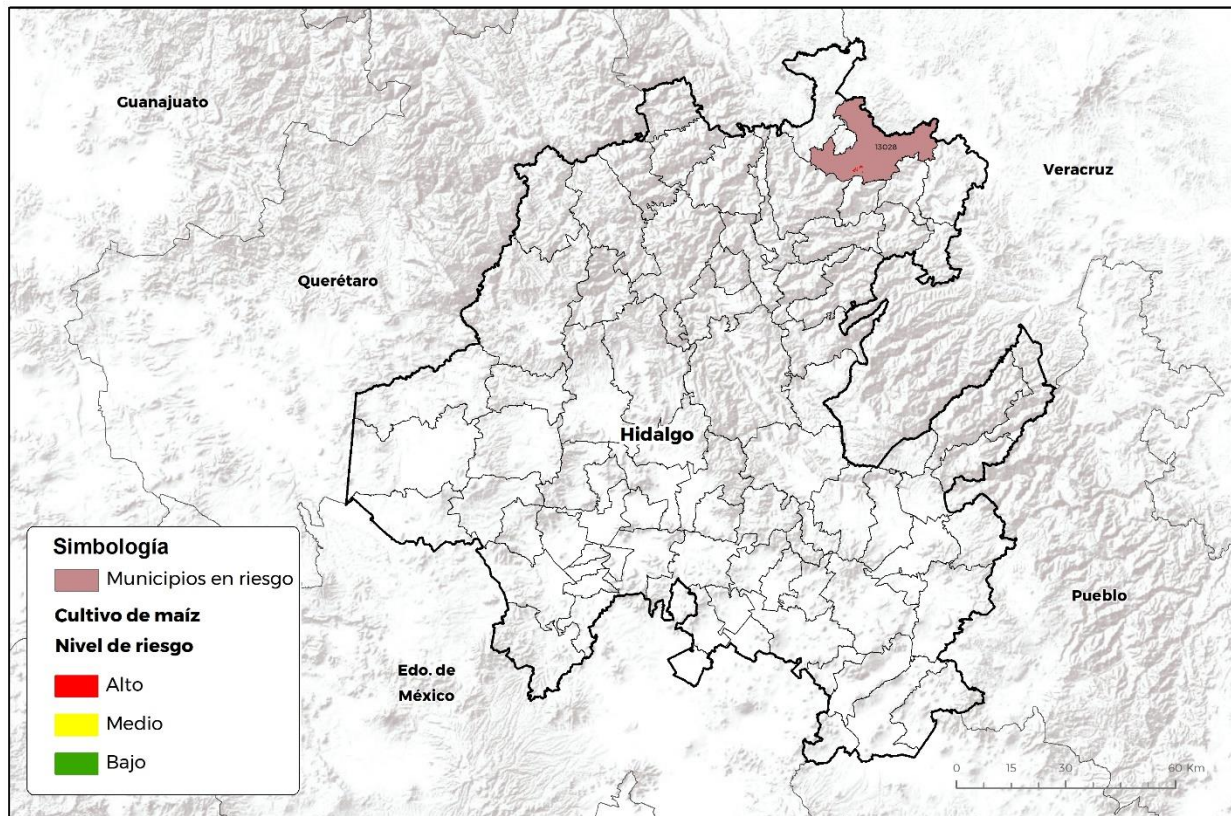 Guanajuato
13028
Veracruz
Querétaro
Hidalgo
Simbología
Municipios en riesgo
Cultivo de maíz
Nivel de riesgo
Alto
Medio
Bajo
Edo. de
México
Pueblo
0 15 30 60 Km